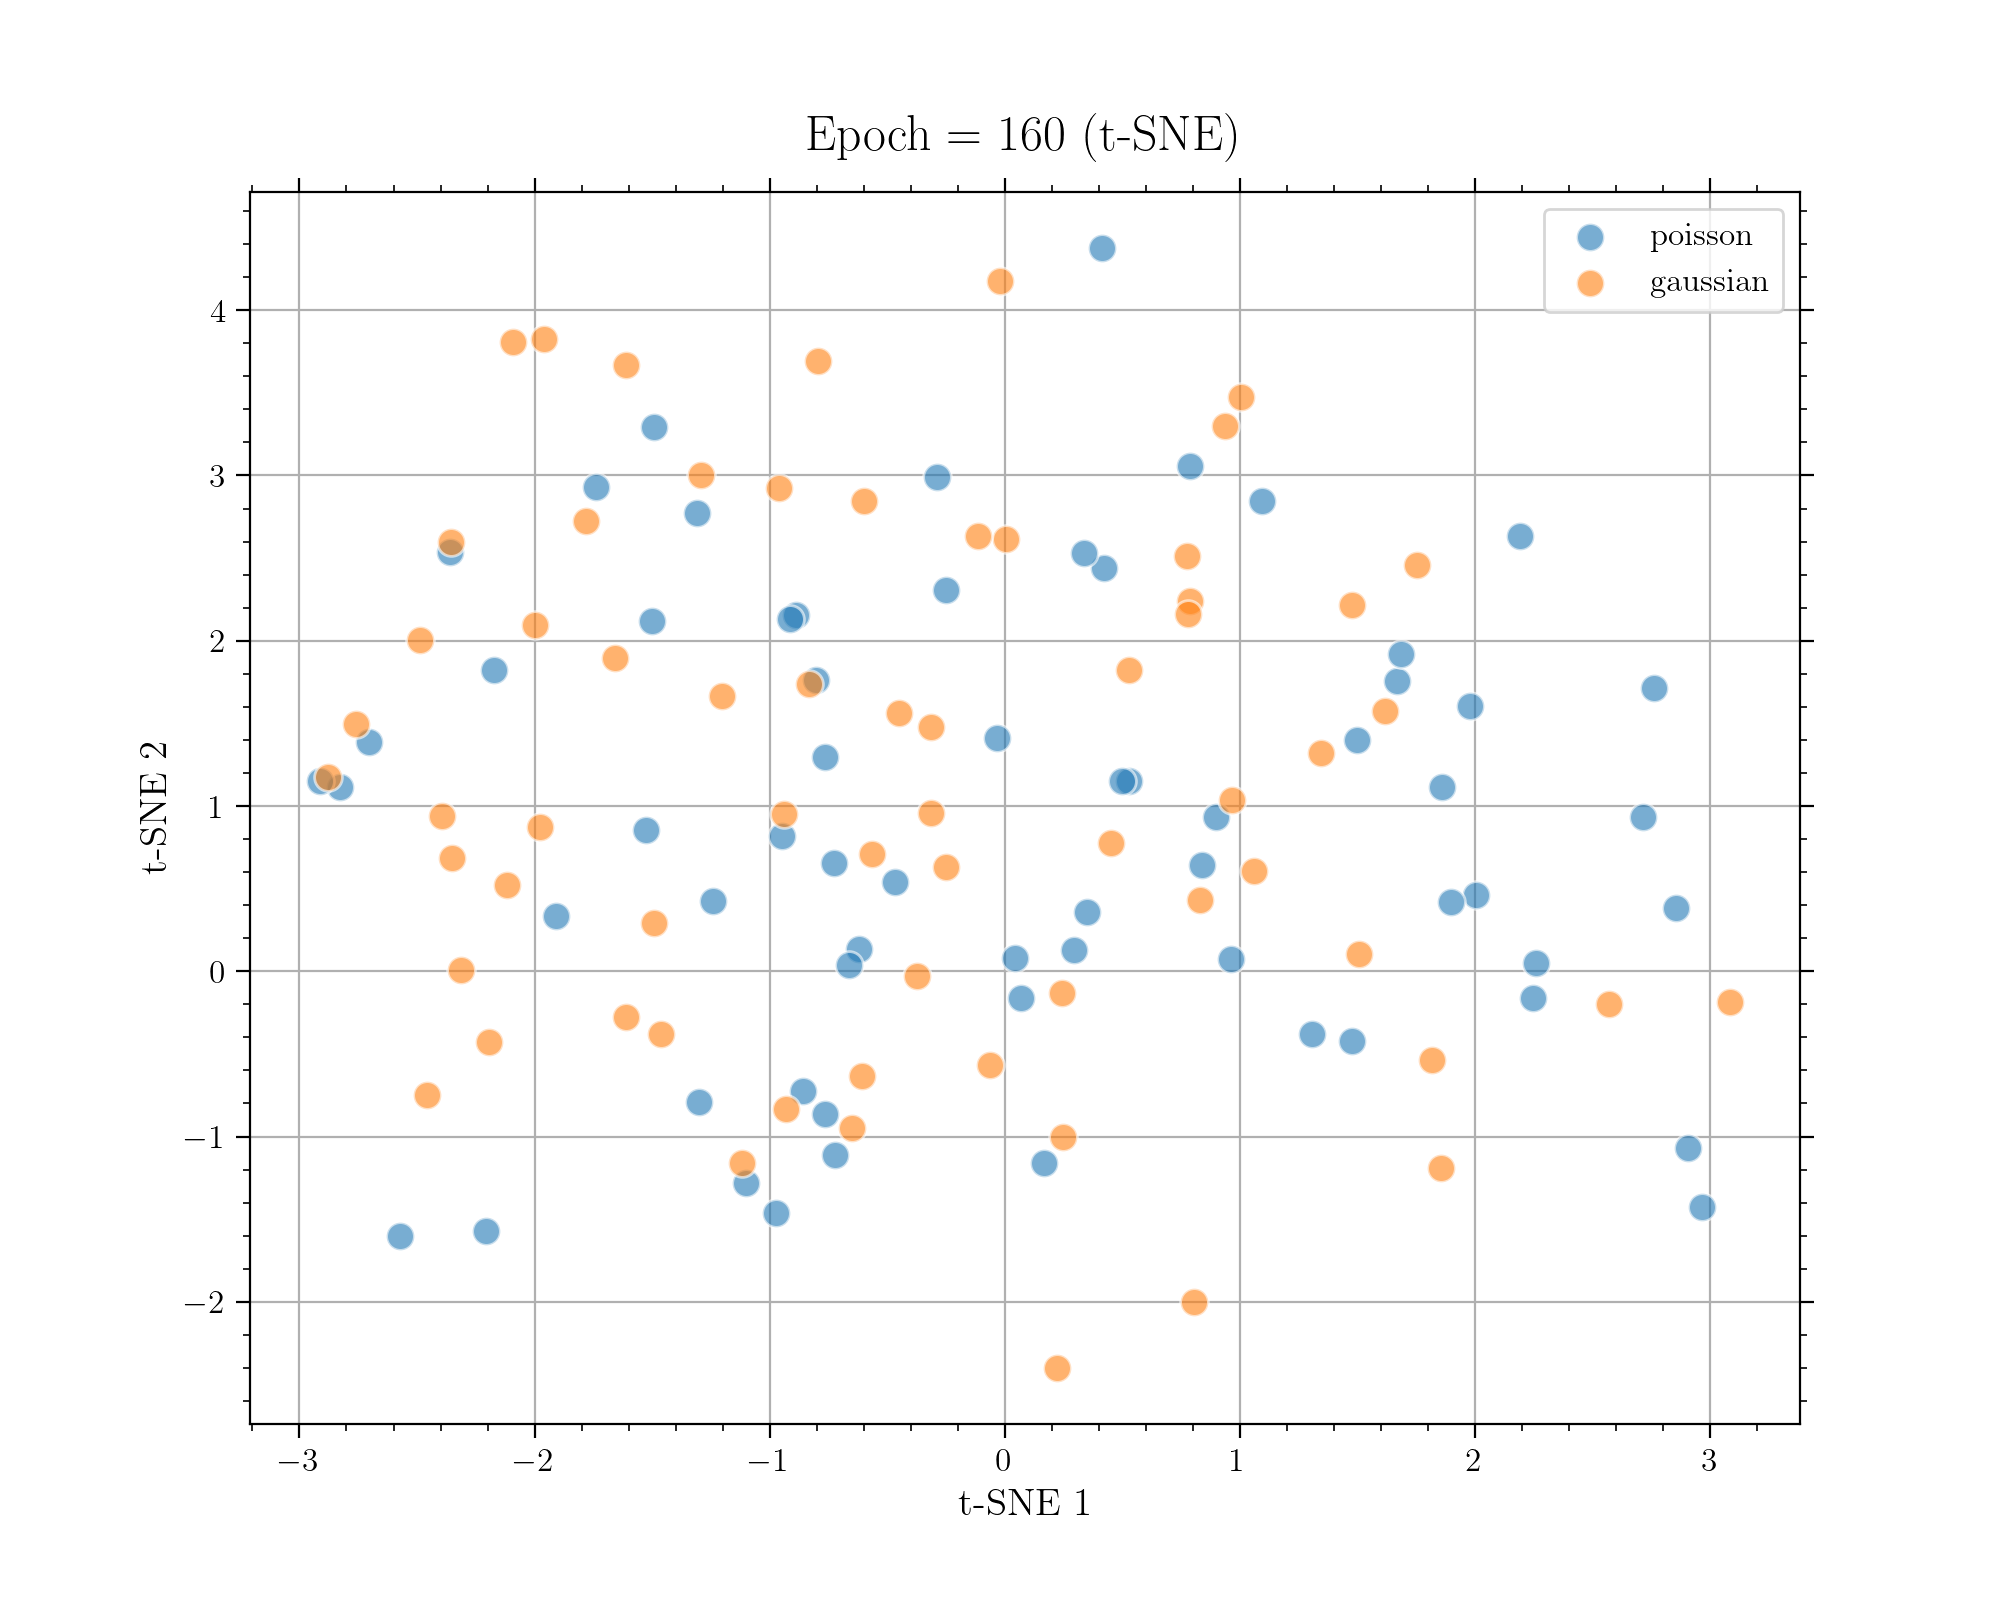 Epoch = 160 (t-SNE)
poisson
gaussian
t-SNE 2
4
3
2
1
0
−1
−2
−3 −2 −1 0 1 2 3
t-SNE 1